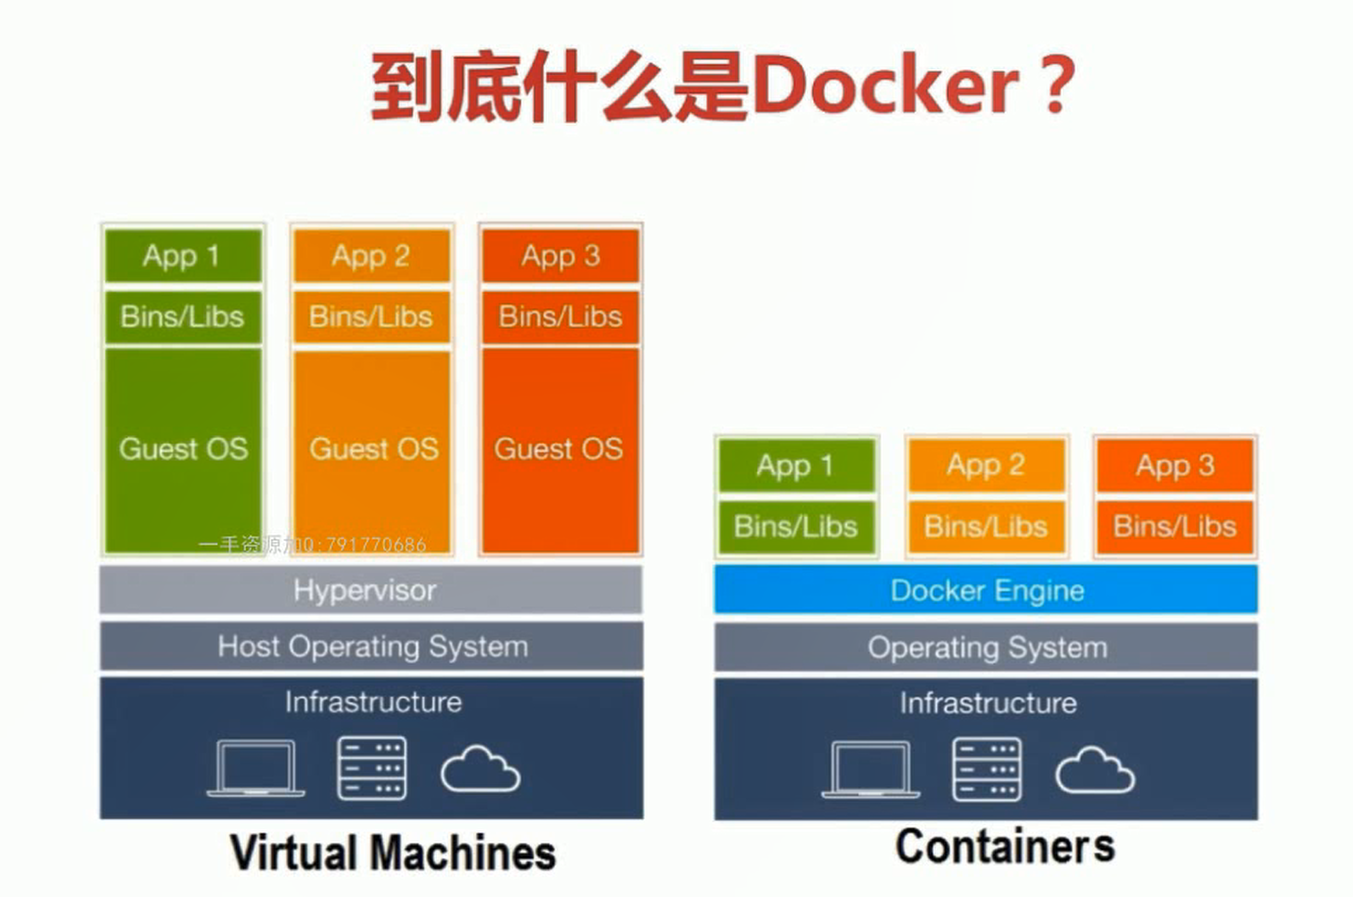 到底什么是Docker？
App 1 App 2 App 3
Bins/Libs Bins/Libs Bins/Libs
Guest OS Guest OS Guest OS
一手资源加Q:791770686
Hypervisor
Host Operating System
Infrastructure
Virtual Machines
App 1 App 2 App 3
Bins/Libs Bins/Libs Bins/Libs
Docker Engine
Operating System
Infrastructure
Containers